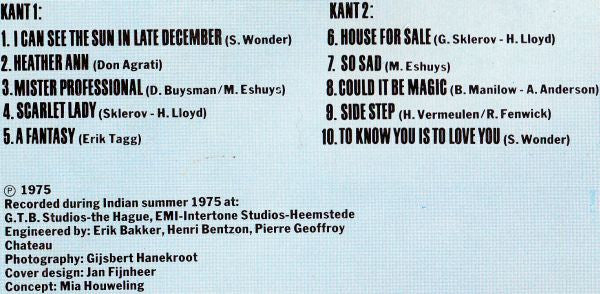 KANT 1:
1. I CAN SEE THE SUN IN LATE DECEMBER (S. Wonder)
2. HEATHER ANN (Don Agrati)
3. MISTER PROFESSIONAL (D. Buysman/M. Eshuys)
4. SCARLET LADY (Sklerov - H. Lloyd)
5. A FANTASY (Erik Tagg)
KANT 2:
6. HOUSE FOR SALE (G. Sklerov - H. Lloyd)
7. SO SAD (M. Eshuys)
8. COULD IT BE MAGIC (B. Manilow - A. Anderson)
9. SIDE STEP (H. Vermeulen/R. Fenwick)
10. TO KNOW YOU IS TO LOVE YOU (S. Wonder)
℗ 1975
Recorded during Indian summer 1975 at:
G.T.B. Studios-the Hague, EMI-Intertone Studios-Heemstede
Engineered by: Erik Bakker, Henri Bentzon, Pierre Geoffroy
Chateau
Photography: Gijsbert Hanekroot
Cover design: Jan Fijnheer
Concept: Mia Houweling